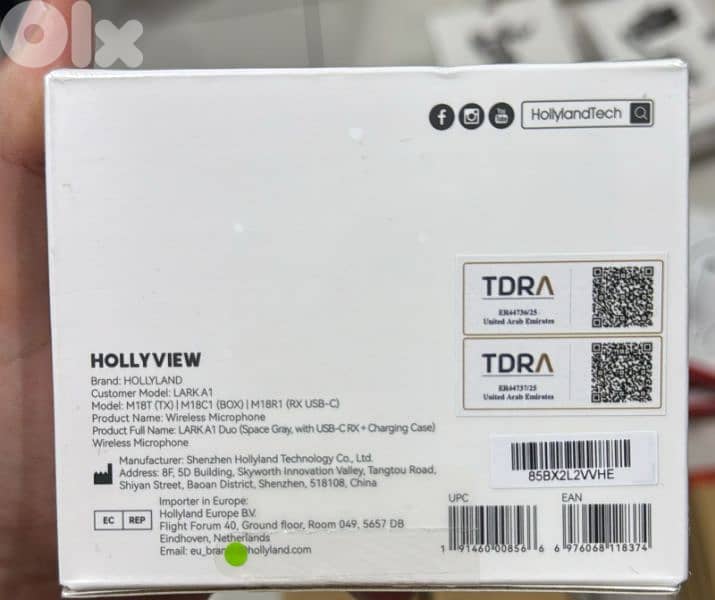 Olx
HollylandTech
TDRA
ER44736/25
United Arab Emirates
TDRA
ER44737/25
United Arab Emirates
HOLLYVIEW
Brand: HOLLYLAND
Customer Model: LARK A1
Model: M18T (TX) | M18C1 (BOX) | M18R1 (RX USB-C)
Product Name: Wireless Microphone
Product Full Name: LARK A1 Duo (Space Gray, with USB-C RX + Charging Case)
Wireless Microphone
Manufacturer: Shenzhen Hollyland Technology Co., Ltd.
Address: 8F, 5D Building, Skyworth Innovation Valley, Tangtou Road,
Shiyan Street, Baoan District, Shenzhen, 518108, China
85BX2L2VVHE
EC REP
Importer in Europe:
Hollyland Europe B.V.
Flight Forum 40, Ground floor, Room 049, 5657 DB
Eindhoven, Netherlands
Email:
UPC
1 91460 00856 6
EAN
6 976068 118374